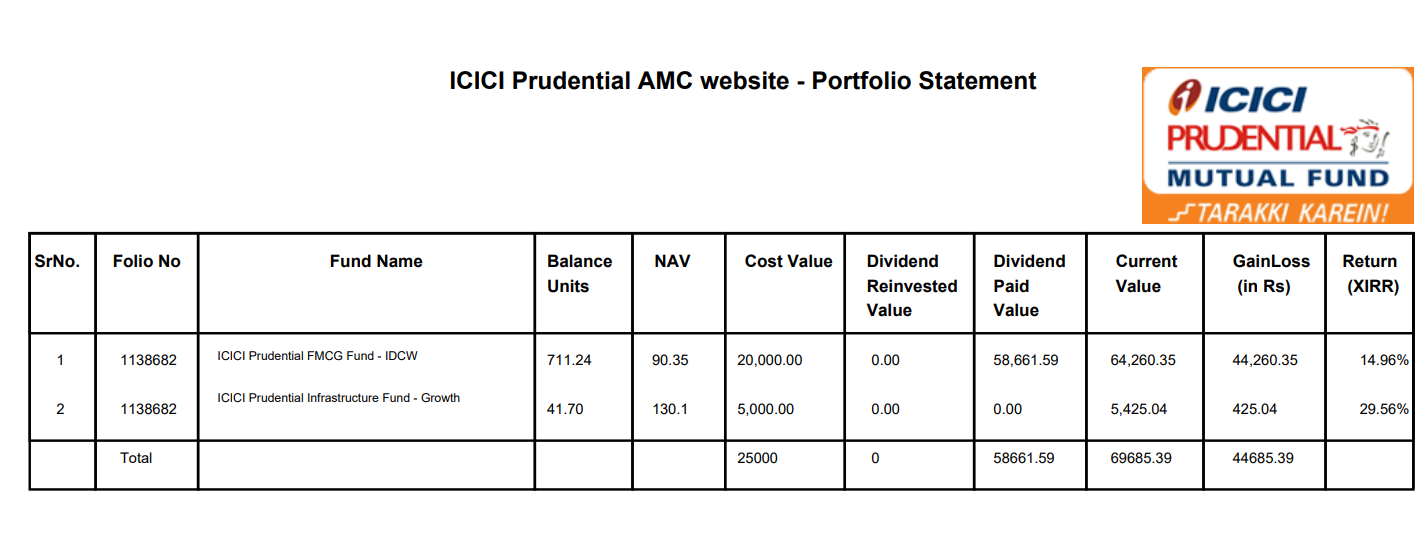 ICICI Prudential AMC website - Portfolio Statement
ICICI
PRUDENTIAL
MUTUAL FUND
TARAKKI KAREIN!
SrNo. Folio No Fund Name Balance Units NAV Cost Value Dividend Reinvested Value Dividend Paid Value Current Value GainLoss (in Rs) Return (XIRR)
1 1138682 ICICI Prudential FMCG Fund - IDCW 711.24 90.35 20,000.00 0.00 58,661.59 64,260.35 44,260.35 14.96%
2 1138682 ICICI Prudential Infrastructure Fund - Growth 41.70 130.1 5,000.00 0.00 0.00 5,425.04 425.04 29.56%
Total 25000 0 58661.59 69685.39 44685.39